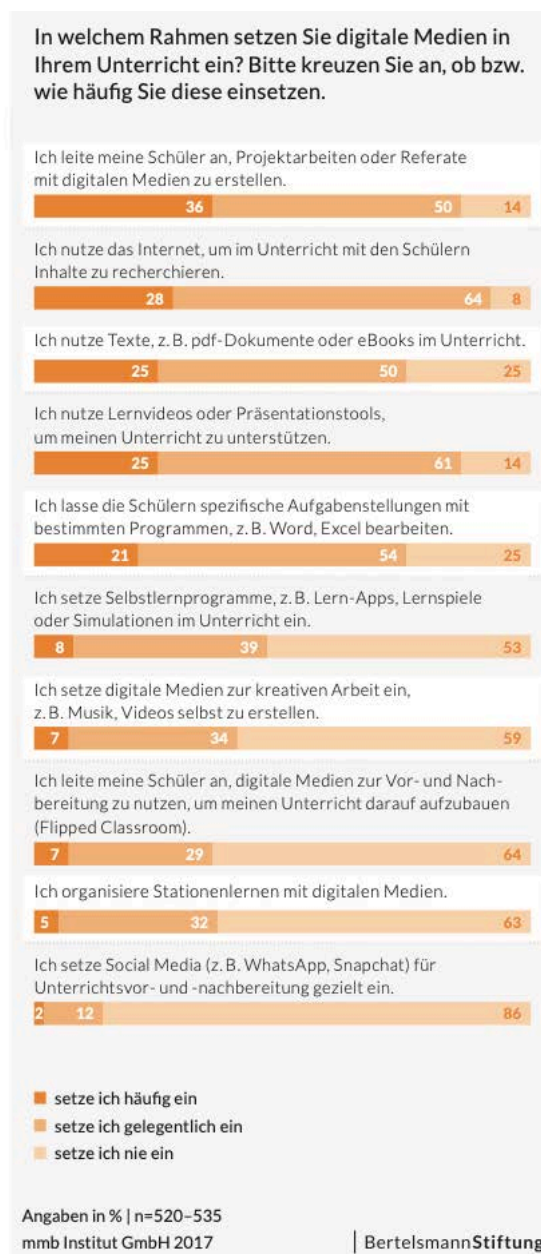 In welchem Rahmen setzen Sie digitale Medien in
Ihrem Unterricht ein? Bitte kreuzen Sie an, ob bzw.
wie häufig Sie diese einsetzen.
Ich leite meine Schüler an, Projektarbeiten oder Referate
mit digitalen Medien zu erstellen.
36 50 14
Ich nutze das Internet, um im Unterricht mit den Schülern
Inhalte zu recherchieren.
28 64 8
Ich nutze Texte, z. B. pdf-Dokumente oder eBooks im Unterricht.
25 50 25
Ich nutze Lernvideos oder Präsentationstools,
um meinen Unterricht zu unterstützen.
25 61 14
Ich lasse die Schülern spezifische Aufgabenstellungen mit
bestimmten Programmen, z. B. Word, Excel bearbeiten.
21 54 25
Ich setze Selbstlernprogramme, z. B. Lern-Apps, Lernspiele
oder Simulationen im Unterricht ein.
8 39 53
Ich setze digitale Medien zur kreativen Arbeit ein,
z. B. Musik, Videos selbst zu erstellen.
7 34 59
Ich leite meine Schüler an, digitale Medien zur Vor- und Nach-
bereitung zu nutzen, um meinen Unterricht darauf aufzubauen
(Flipped Classroom).
7 29 64
Ich organisiere Stationenlernen mit digitalen Medien.
5 32 63
Ich setze Social Media (z. B. WhatsApp, Snapchat) für
Unterrichtsvor- und -nachbereitung gezielt ein.
2 12 86
setze ich häufig ein
setze ich gelegentlich ein
setze ich nie ein
Angaben in % | n=520–535
mmb Institut GmbH 2017 | BertelsmannStiftung